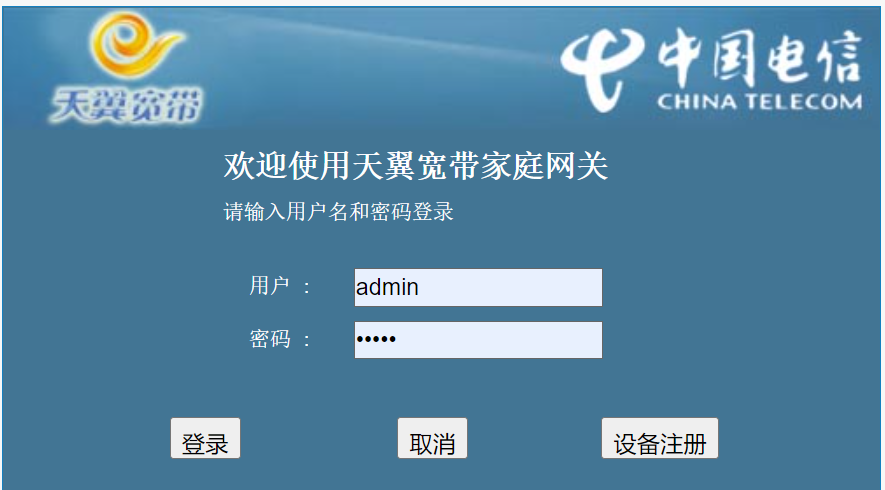 天翼宽带
中国电信
CHINA TELECOM
欢迎使用天翼宽带家庭网关
请输入用户名和密码登录
用户 ： admin
密码 ： •••••
登录 取消 设备注册